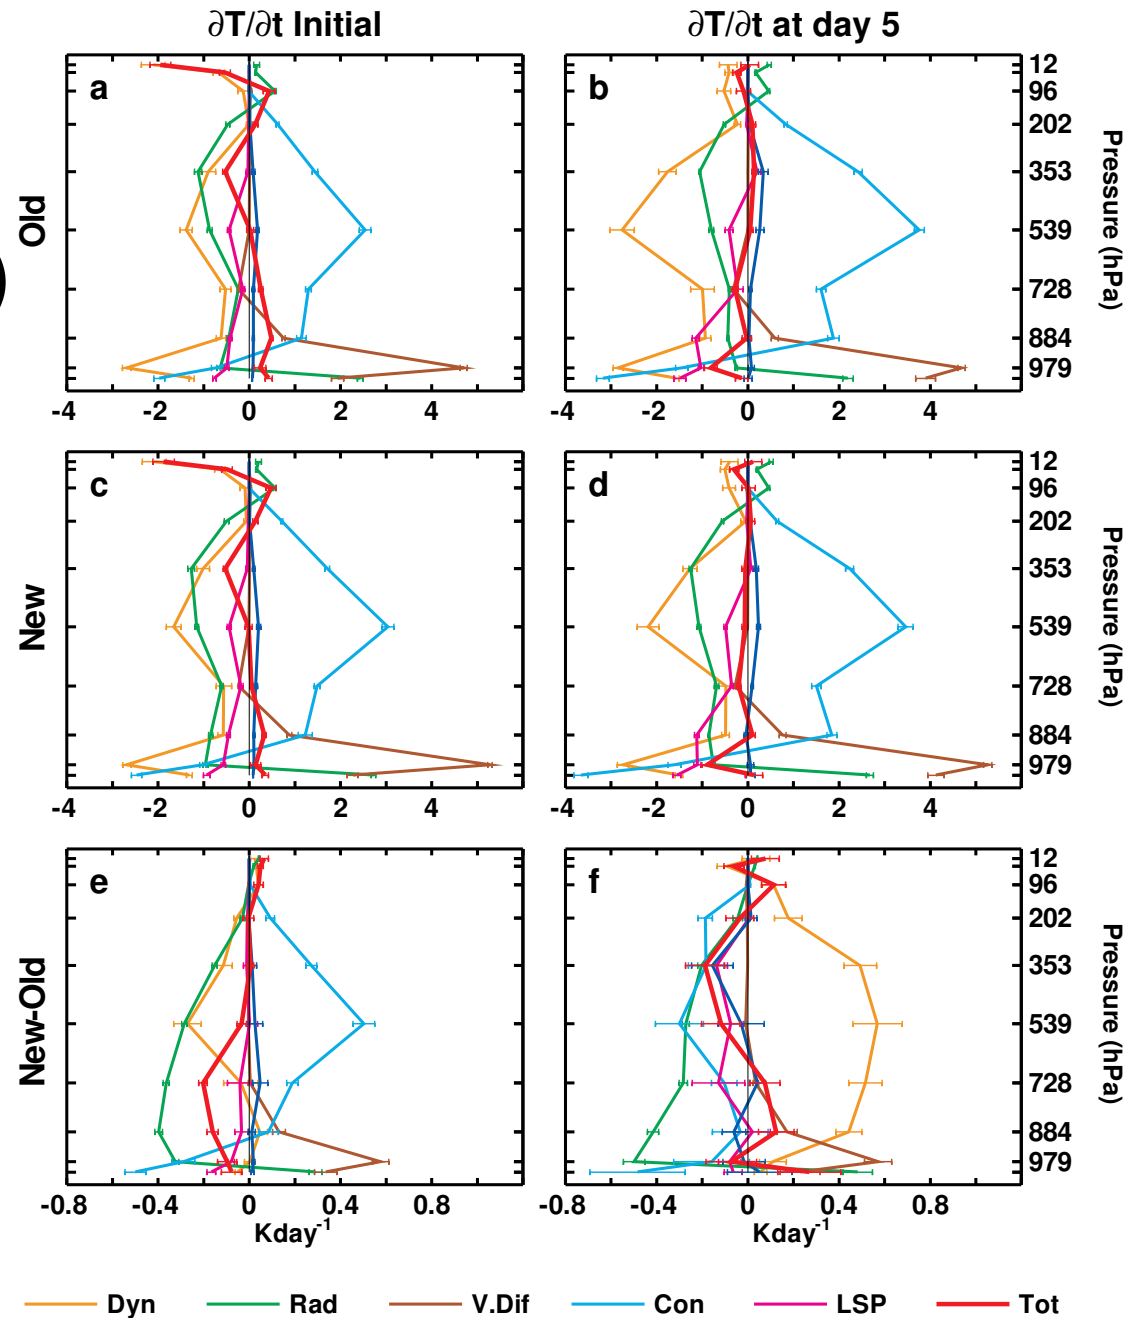 ∂T/∂t Initial
∂T/∂t at day 5
a
b
12
96
202
353
539
728
884
979
Pressure (hPa)
Old
-4 -2 0 2 4
-4 -2 0 2 4
c
d
12
96
202
353
539
728
884
979
Pressure (hPa)
New
-4 -2 0 2 4
-4 -2 0 2 4
e
f
12
96
202
353
539
728
884
979
Pressure (hPa)
New-Old
-0.8 -0.4 0 0.4 0.8
-0.8 -0.4 0 0.4 0.8
Kday⁻¹
Kday⁻¹
Dyn Rad V.Dif Con LSP Tot